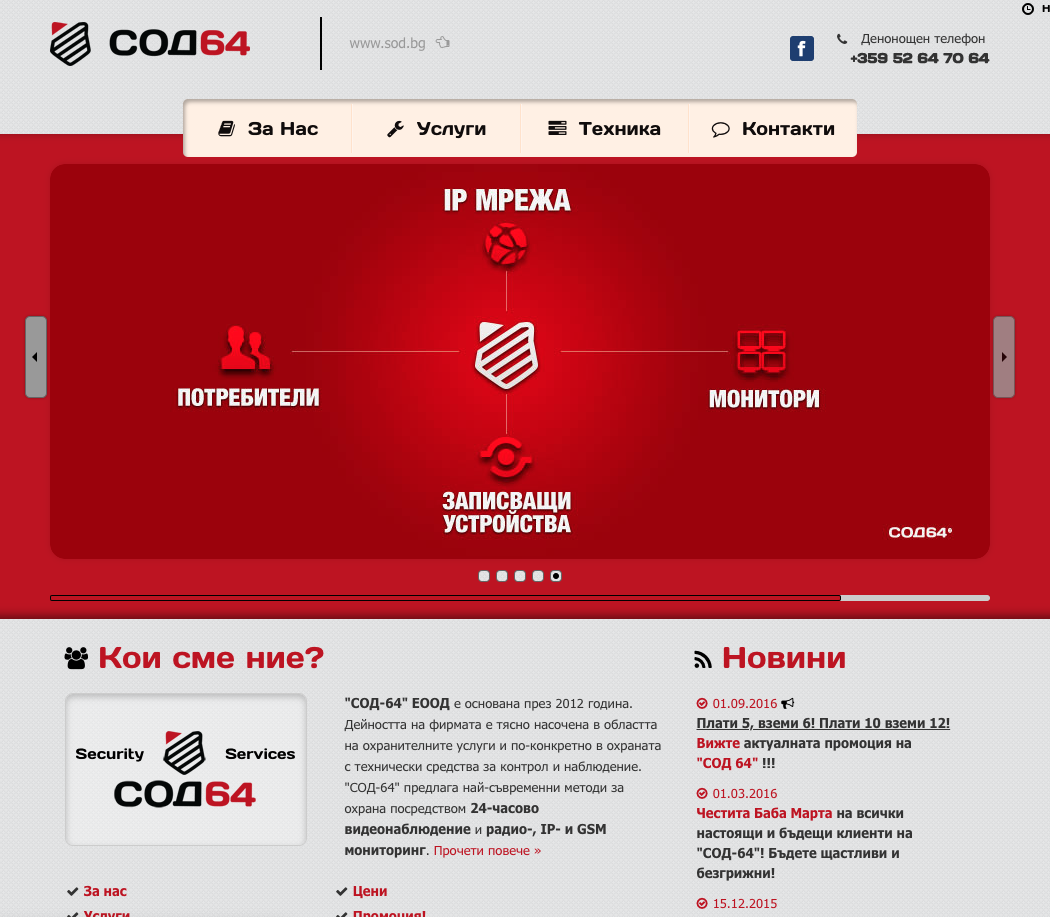 н
СОД64
www.sod.bg
Денонощен телефон
+359 52 64 70 64
За Нас
Услуги
Техника
Контакти
IP МРЕЖА
ПОТРЕБИТЕЛИ
МОНИТОРИ
ЗАПИСВАЩИ
УСТРОЙСТВА
СОД64®
Кои сме ние?
Security Services
СОД64
"СОД-64" ЕООД е основана през 2012 година.
Дейността на фирмата е тясно насочена в областта
на охранителните услуги и по-конкретно в охраната
с технически средства за контрол и наблюдение.
"СОД-64" предлага най-съвременни методи за
охрана посредством 24-часово
видеонаблюдение и радио-, IP- и GSM
мониторинг. Прочети повече »
За нас
Цени
Услуги
Промоция!
Новини
01.09.2016
Плати 5, вземи 6! Плати 10 вземи 12!
Вижте актуалната промоция на
"СОД 64" !!!
01.03.2016
Честита Баба Марта на всички
настоящи и бъдещи клиенти на
"СОД-64"! Бъдете щастливи и
безгрижни!
15.12.2015